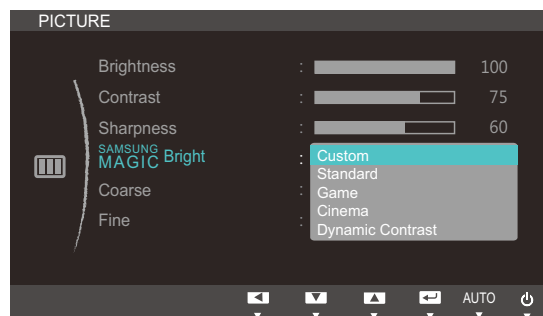 PICTURE
Brightness : 100
Contrast : 75
Sharpness : 60
SAMSUNG
MAGIC Bright : Custom
Standard
Coarse : Game
Cinema
Fine : Dynamic Contrast
AUTO